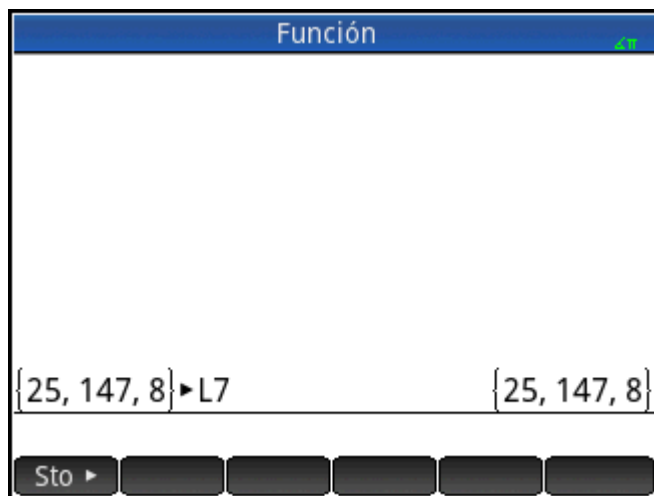 Función
∡π
{25, 147, 8}▶L7 {25, 147, 8}
Sto ▶